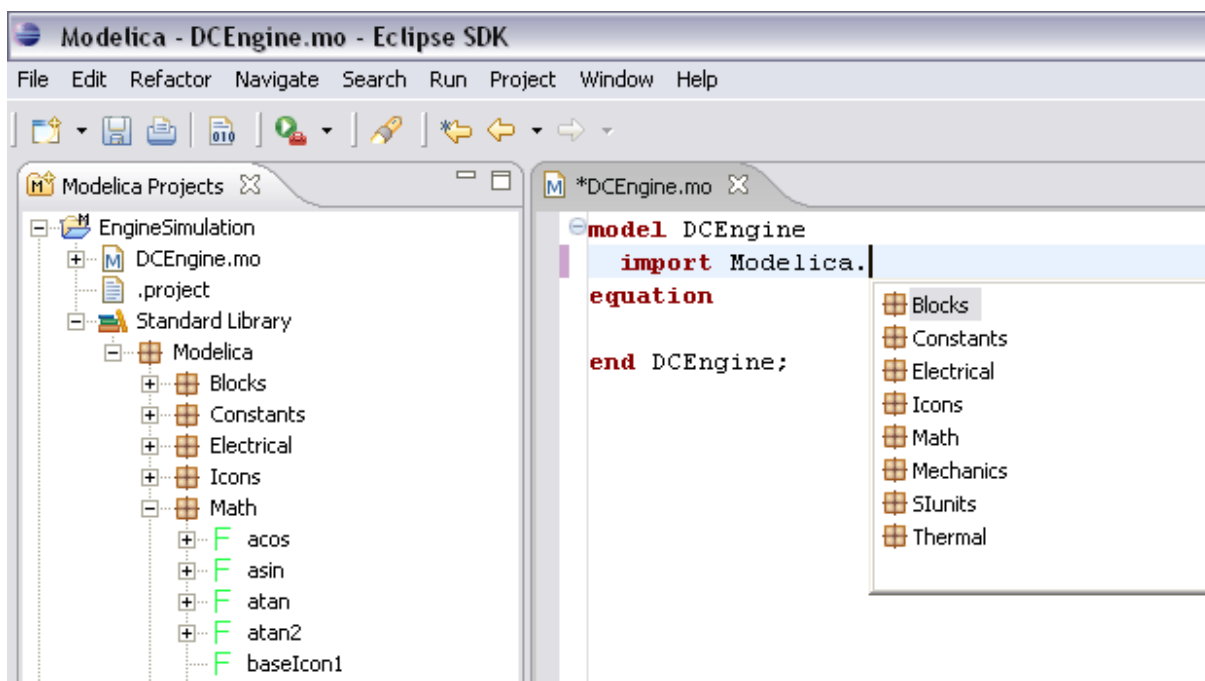 Modelica - DCEngine.mo - Eclipse SDK
File Edit Refactor Navigate Search Run Project Window Help
010
Modelica Projects
EngineSimulation
M DCEngine.mo
.project
Standard Library
Modelica
Blocks
Constants
Electrical
Icons
Math
F acos
F asin
F atan
F atan2
F baseIcon1
M *DCEngine.mo
model DCEngine
import Modelica.
equation
end DCEngine;
Blocks
Constants
Electrical
Icons
Math
Mechanics
SIunits
Thermal